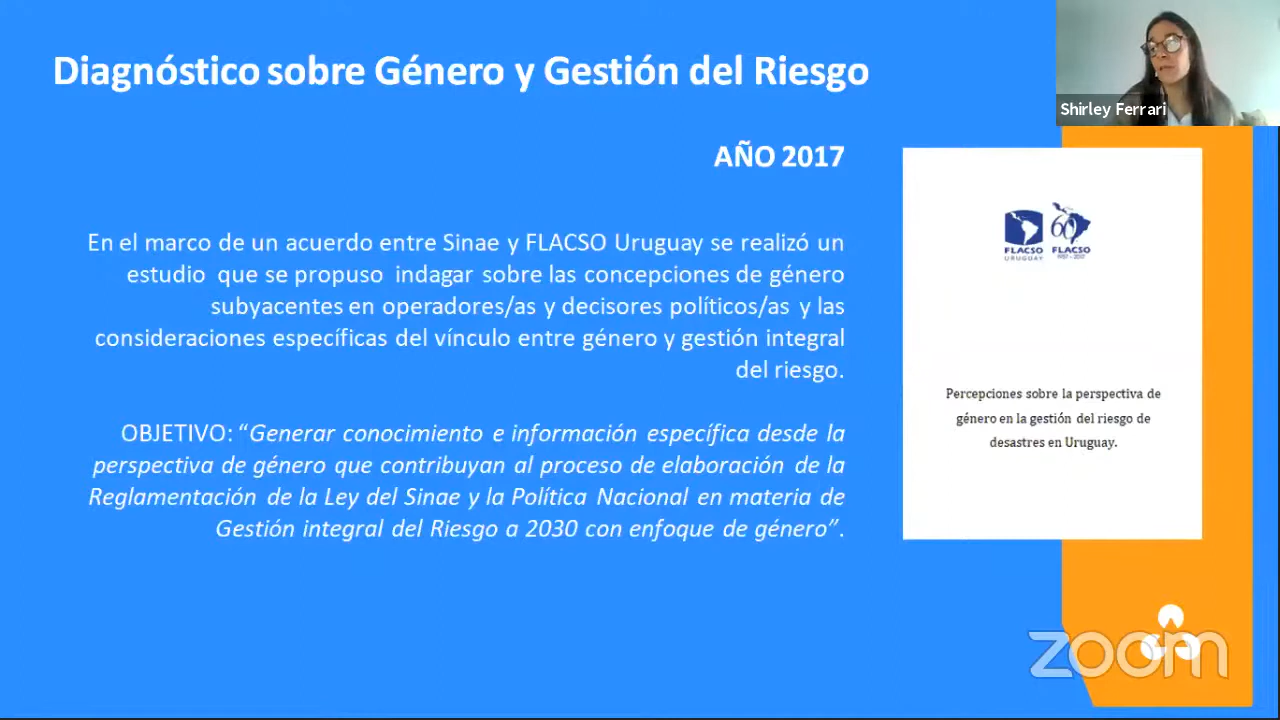 Diagnóstico sobre Género y Gestión del Riesgo
Shirley Ferrari
AÑO 2017
En el marco de un acuerdo entre Sinae y FLACSO Uruguay se realizó un
estudio que se propuso indagar sobre las concepciones de género
subyacentes en operadores/as y decisores políticos/as y las
consideraciones específicas del vínculo entre género y gestión integral
del riesgo.
OBJETIVO: “Generar conocimiento e información específica desde la
perspectiva de género que contribuyan al proceso de elaboración de la
Reglamentación de la Ley del Sinae y la Política Nacional en materia de
Gestión integral del Riesgo a 2030 con enfoque de género”.
FLACSO
URUGUAY
60
FLACSO
1957 - 2017
Percepciones sobre la perspectiva de
género en la gestión del riesgo de
desastres en Uruguay.
zoom